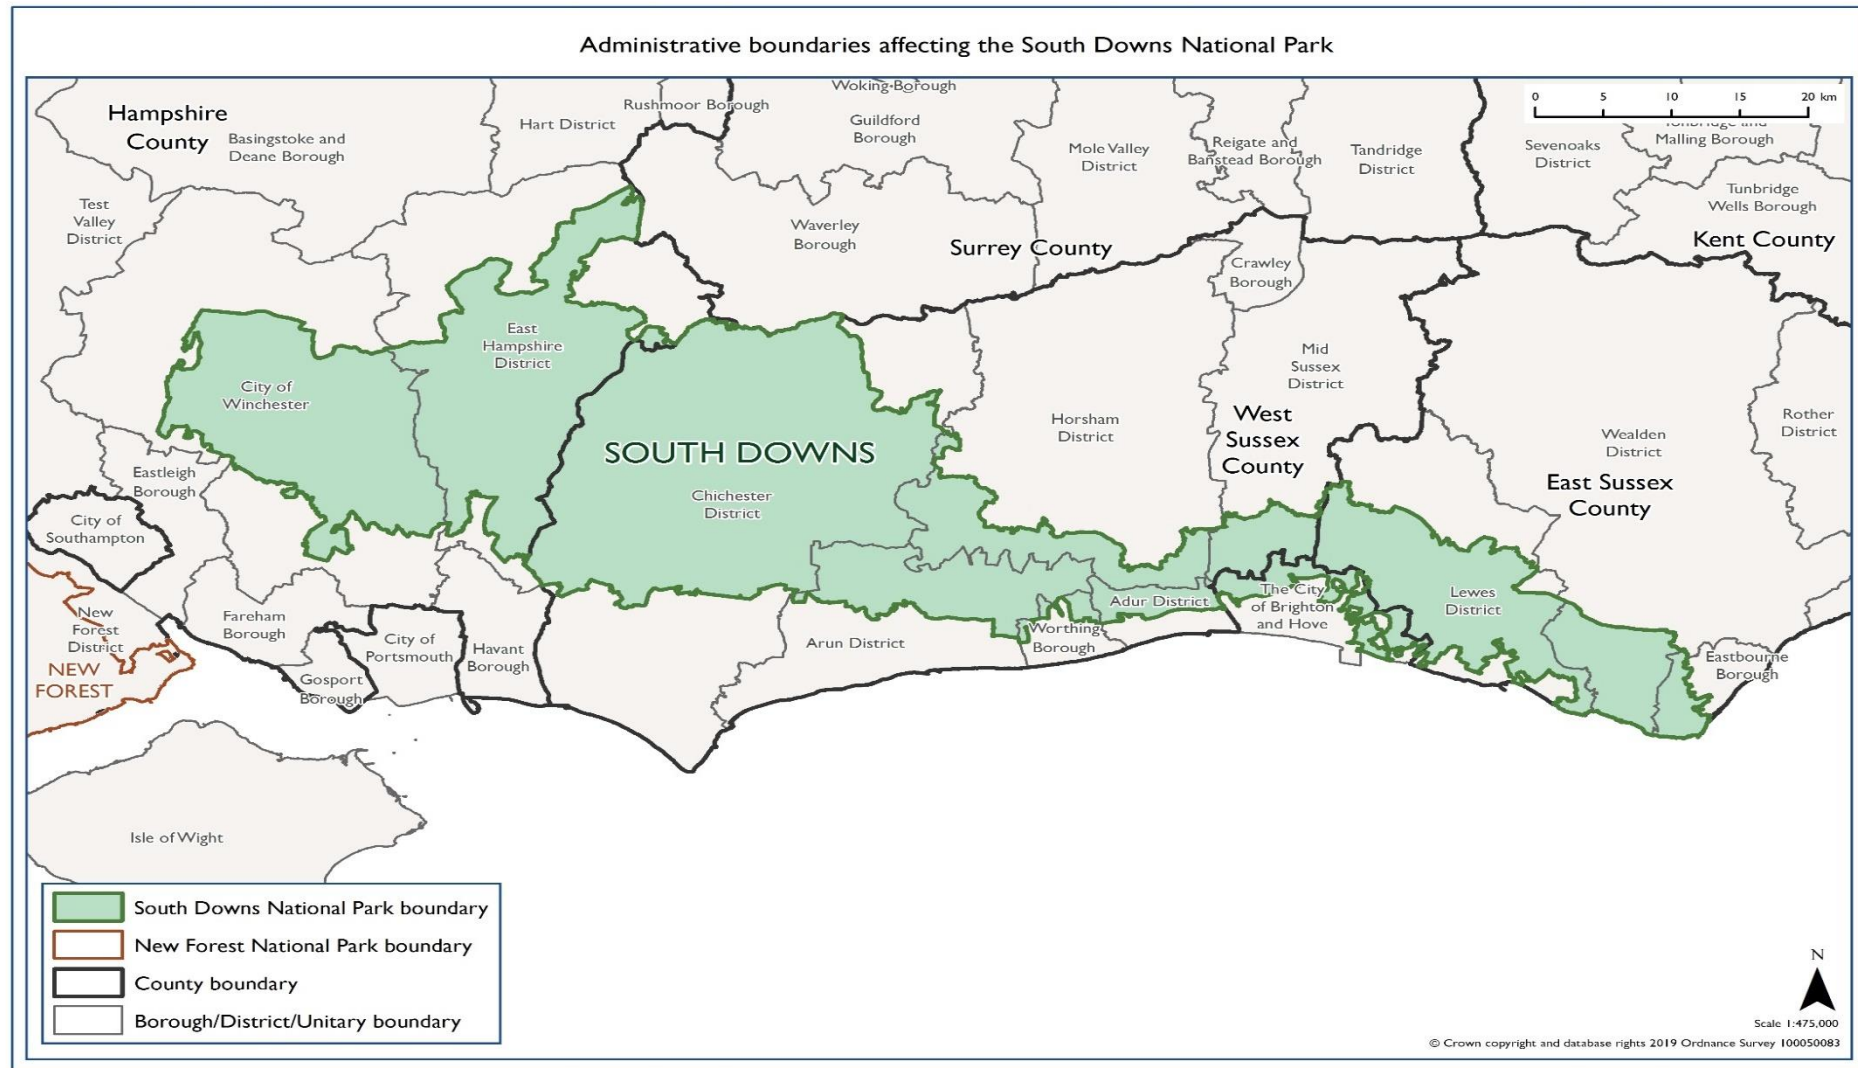 Administrative boundaries affecting the South Downs National Park
Hampshire
County
Basingstoke and
Deane Borough
Hart District
Rushmoor Borough
Woking Borough
Guildford
Borough
Mole Valley
District
Reigate and
Banstead Borough
Tandridge
District
Sevenoaks
District
0 5 10 15 20 km
Tonbridge and
Malling Borough
Tunbridge
Wells Borough
Kent County
Test
Valley
District
Waverley
Borough
Surrey County
Crawley
Borough
East
Hampshire
District
City of
Winchester
Mid
Sussex
District
Horsham
District
West
Sussex
County
Rother
District
Wealden
District
East Sussex
County
SOUTH DOWNS
Chichester
District
Eastleigh
Borough
City of
Southampton
New
Forest
District
NEW
FOREST
Fareham
Borough
Gosport
Borough
City of
Portsmouth
Havant
Borough
Arun District
Worthing
Borough
Adur District
The City
of Brighton
and Hove
Lewes
District
Eastbourne
Borough
Isle of Wight
South Downs National Park boundary
New Forest National Park boundary
County boundary
Borough/District/Unitary boundary
N
Scale 1:475,000
© Crown copyright and database rights 2019 Ordnance Survey 100050083